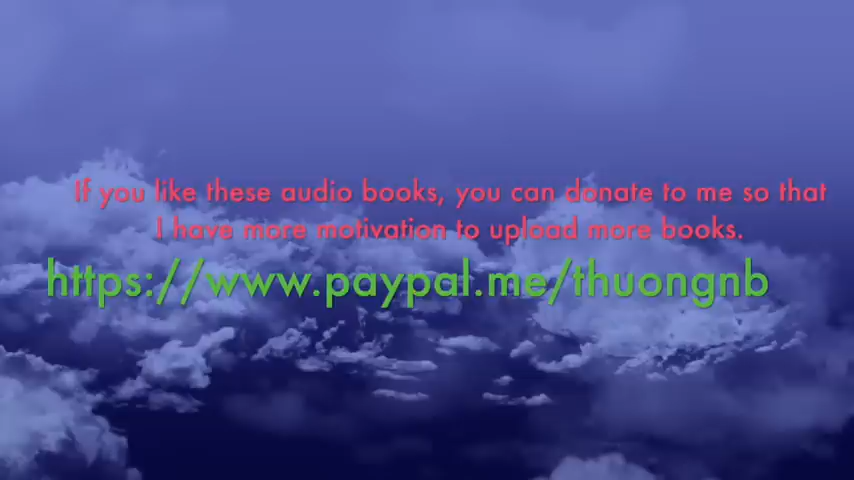 If you like these audio books, you can donate to me so that
I have more motivation to upload more books.
https://www.paypal.me/thuongnb